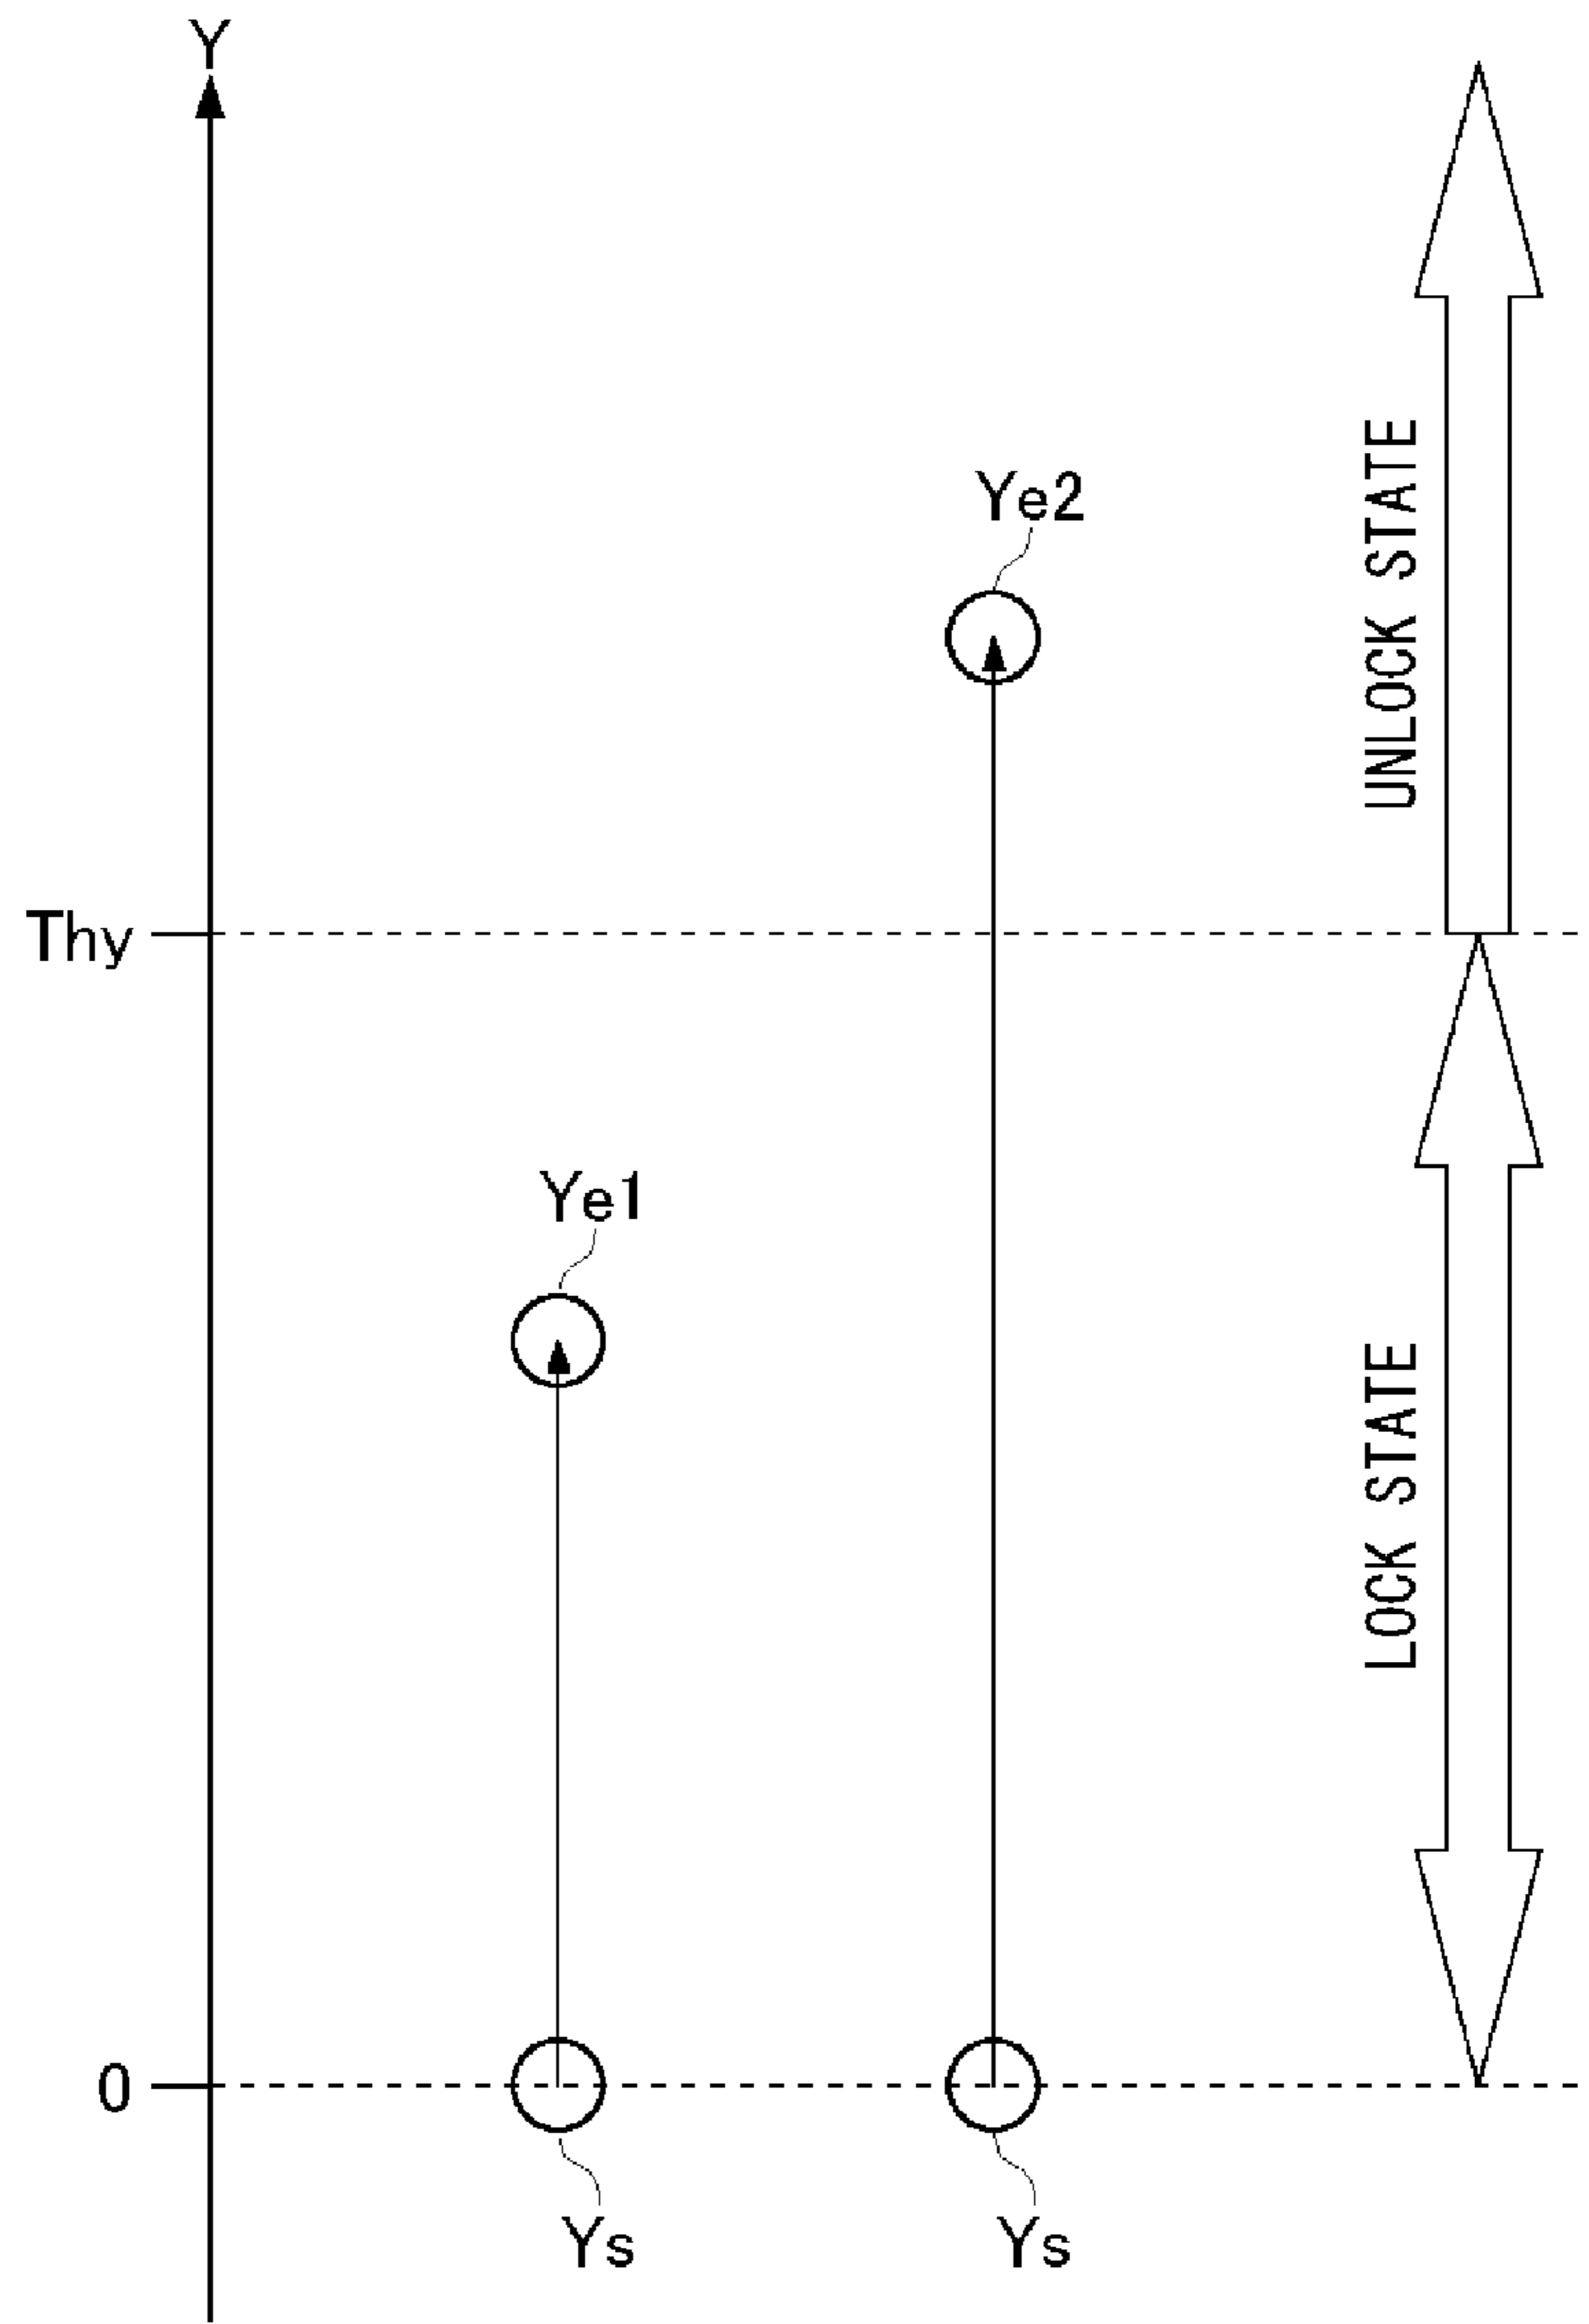 Y
Ye2
UNLOCK STATE
Thy
Ye1
LOCK STATE
0
Ys
Ys